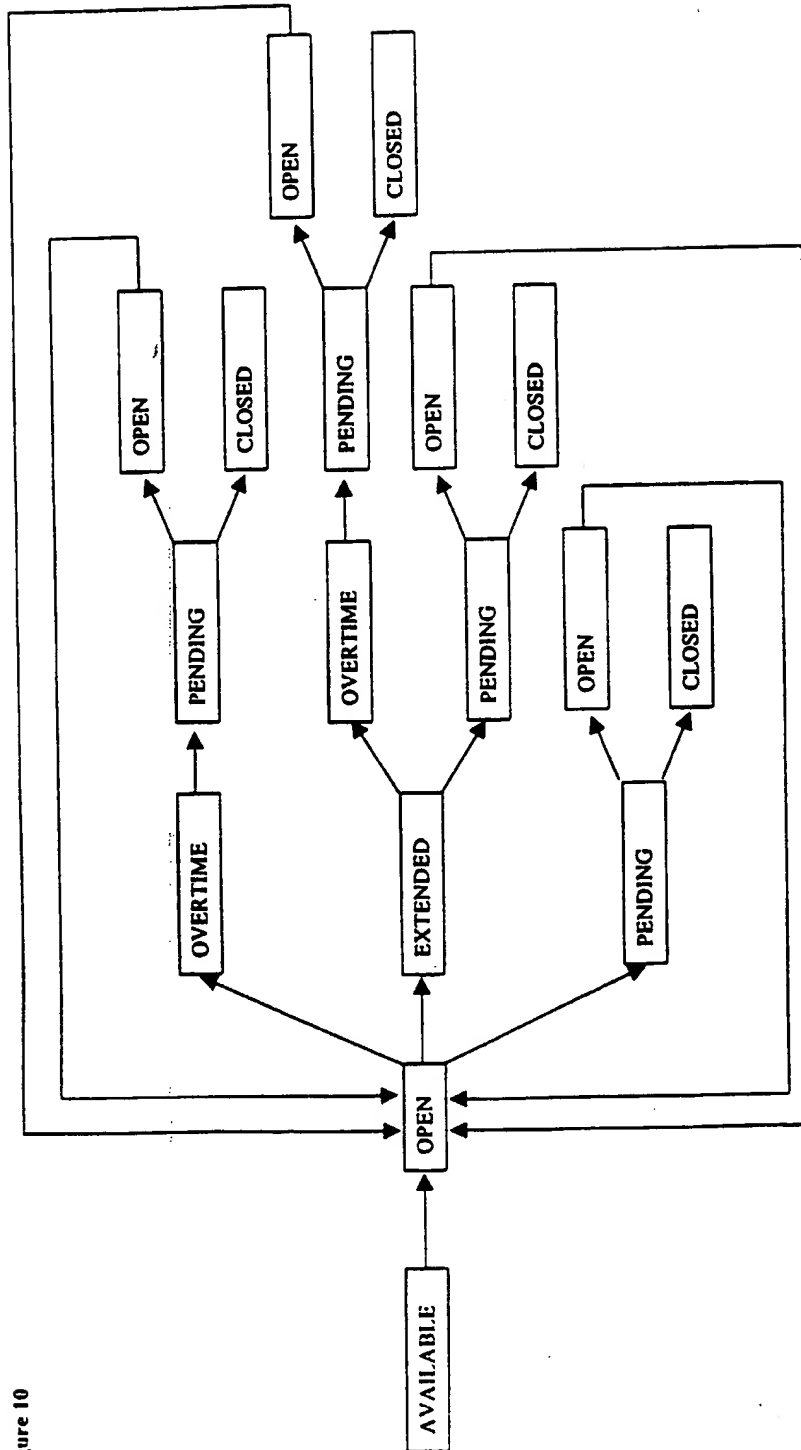 ure 10
OPEN
OVERTIME
PENDING
CLOSED
OPEN
OVERTIME
PENDING
CLOSED
AVAILABLE
OPEN
EXTENDED
OPEN
PENDING
CLOSED
OPEN
PENDING
CLOSED